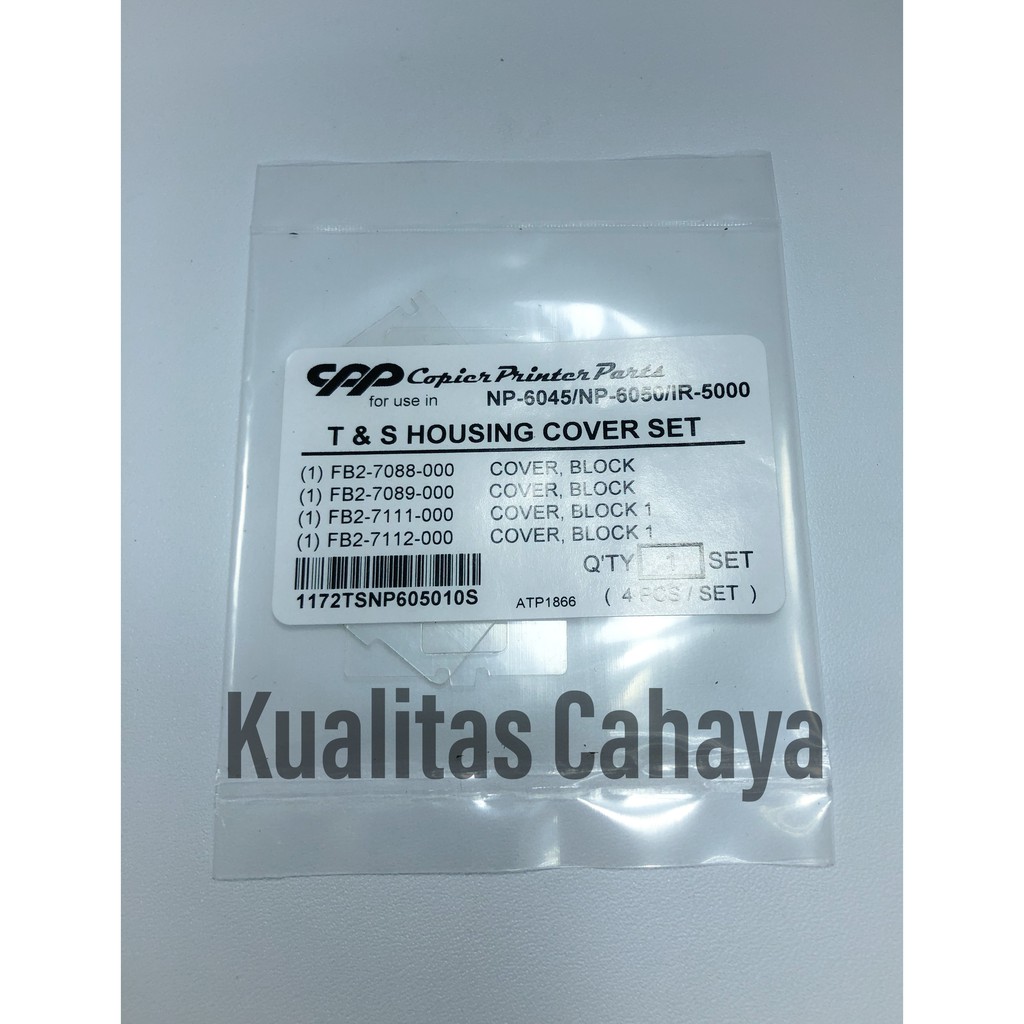 CPP Copier Printer Parts
for use in NP-6045/NP-6050/IR-5000
T & S HOUSING COVER SET
(1) FB2-7088-000 COVER, BLOCK
(1) FB2-7089-000 COVER, BLOCK
(1) FB2-7111-000 COVER, BLOCK 1
(1) FB2-7112-000 COVER, BLOCK 1
Q'TY 1 SET
1172TSNP605010S ATP1866 ( 4 PCS / SET )
Kualitas Cahaya